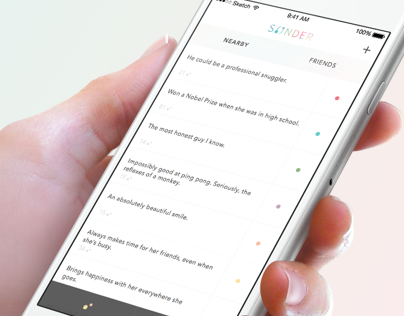 Sketch
9:41 AM
100%
SONDER
+
NEARBY
FRIENDS
He could be a professional snuggler.
Won a Nobel Prize when she was in high school.
The most honest guy I know.
Impossibly good at ping pong. Seriously, the
reflexes of a monkey.
An absolutely beautiful smile.
Always makes time for her friends, even when
she's busy.
Brings happiness with her everywhere she
goes.